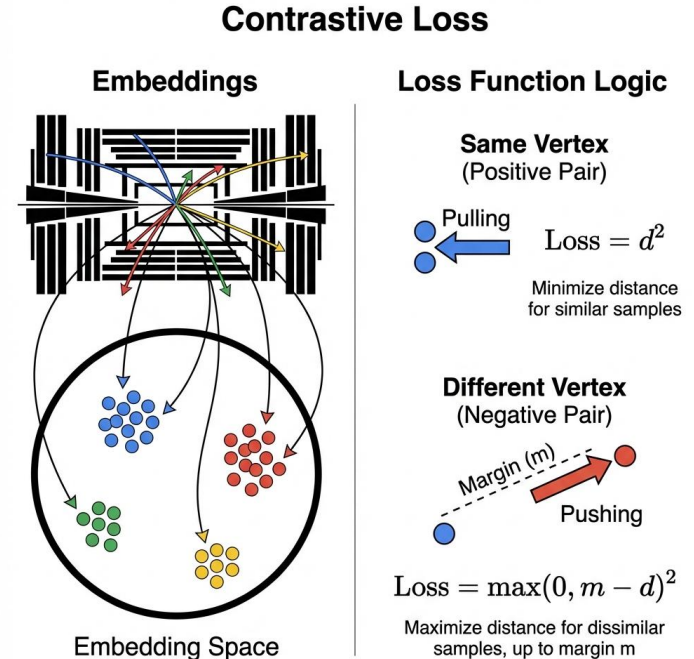 Contrastive Loss
Embeddings
Embedding Space
Loss Function Logic
Same Vertex
(Positive Pair)
Pulling
Loss = d²
Minimize distance
for similar samples
Different Vertex
(Negative Pair)
Margin (m)
Pushing
Loss = max(0, m − d)²
Maximize distance for dissimilar
samples, up to margin m